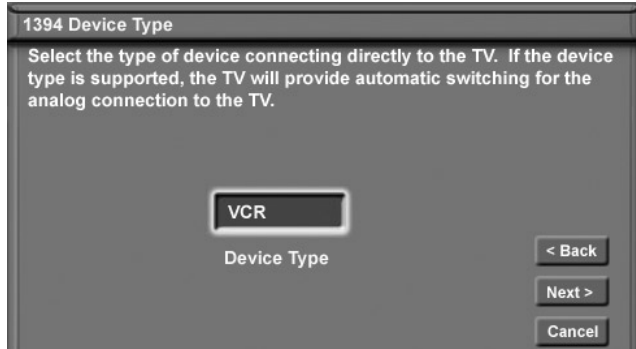 1394 Device Type
Select the type of device connecting directly to the TV.  If the device
type is supported, the TV will provide automatic switching for the
analog connection to the TV.
VCR
Device Type
< Back
Next >
Cancel